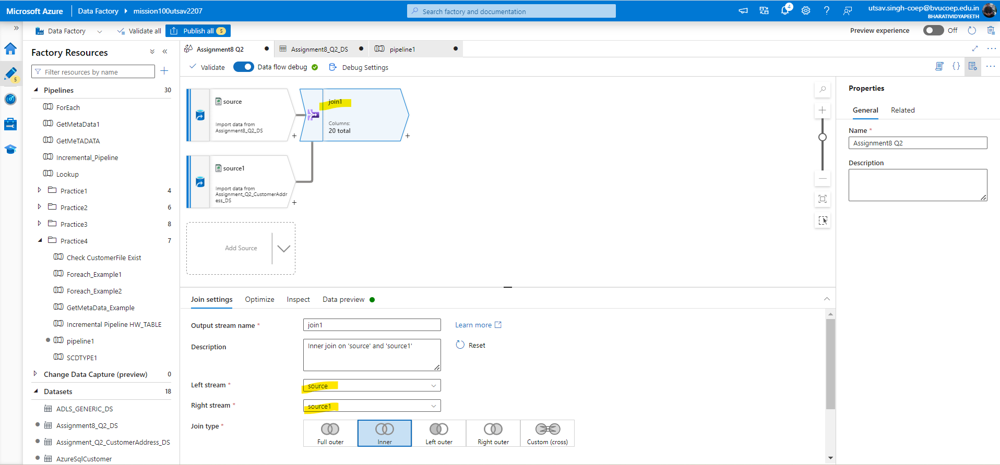 Microsoft Azure
Data Factory
mission100utsav2207
Search factory and documentation
4
utsav.singh-coep@bvucoep.edu.in
BHARATIVIDYAPEETH
Data Factory
Validate all
Publish all 5
Preview experience
Off
Factory Resources
Filter resources by name
5
Pipelines 30
ForEach
GetMetaData1
GetMeTADATA
Incremental_Pipeline
Lookup
Practice1 4
Practice2 6
Practice3 8
Practice4 7
Check CustomerFile Exist
Foreach_Example1
Foreach_Example2
GetMetaData_Example
Incremental Pipeline HW_TABLE
pipeline1
SCDTYPE1
Change Data Capture (preview) 0
Datasets 18
ADLS_GENERIC_DS
Assignment8_Q2_DS
Assignment_Q2_CustomerAddress_DS
AzureSqlCustomer
Assignment8 Q2
Assignment8_Q2_DS
pipeline1
Validate
Data flow debug
Debug Settings
{}
source
Import data from
Assignment8_Q2_DS
+
join1
Columns:
20 total
+
source1
Import data from
Assignment_Q2_CustomerAddr
ess_DS
+
Add Source
Properties
General
Related
Name *
Assignment8 Q2
Description
Join settings
Optimize
Inspect
Data preview
Output stream name *
join1
Learn more
Description
Inner join on 'source' and 'source1'
Reset
Left stream *
source
Right stream *
source1
Join type *
Full outer
Inner
Left outer
Right outer
Custom (cross)